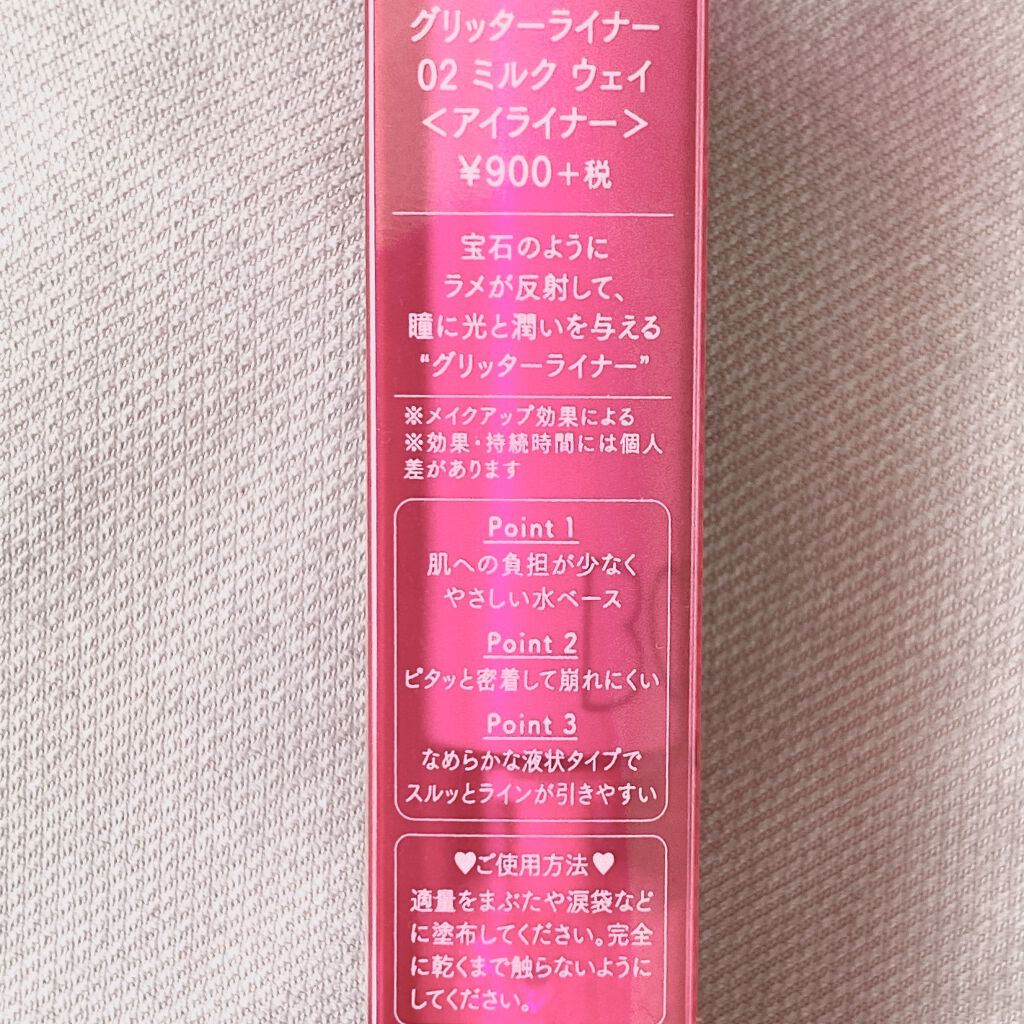 グリッターライナー
02 ミルク ウェイ
＜アイライナー＞
¥900+税
宝石のように
ラメが反射して、
瞳に光と潤いを与える
“グリッターライナー”
※メイクアップ効果による
※効果・持続時間には個人
差があります
Point 1
肌への負担が少なく
やさしい水ベース
Point 2
ピタッと密着して崩れにくい
Point 3
なめらかな液状タイプで
スルッとラインが引きやすい
♥ご使用方法♥
適量をまぶたや涙袋など
に塗布してください。完全
に乾くまで触らないように
してください。